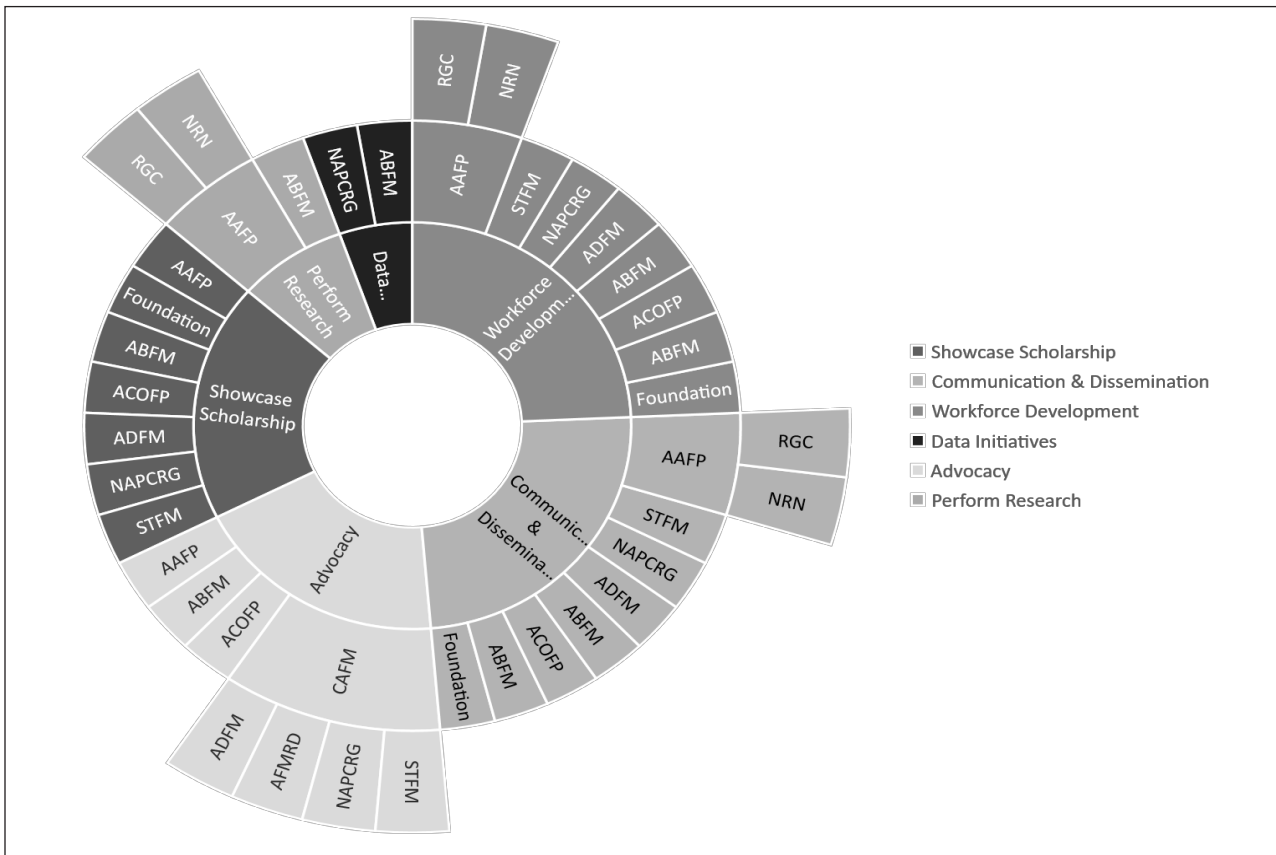 RGC
NRN
AAFP
STFM
NAPCRG
ADFM
ABFM
ACOFP
ABFM
Foundation
Workforce
Developm...
RGC
NRN
AAFP
STFM
NAPCRG
ADFM
ABFM
ACOFP
ABFM
Foundation
Communic...
&
Dissemina...
STFM
NAPCRG
AFMRD
ADFM
CAFM
ACOFP
ABFM
AAFP
Advocacy
STFM
NAPCRG
ADFM
ACOFP
ABFM
Foundation
AAFP
Showcase
Scholarship
RGC
NRN
AAFP
ABFM
Perform
Research
NAPCRG
ABFM
Data...
Showcase Scholarship
Communication & Dissemination
Workforce Development
Data Initiatives
Advocacy
Perform Research